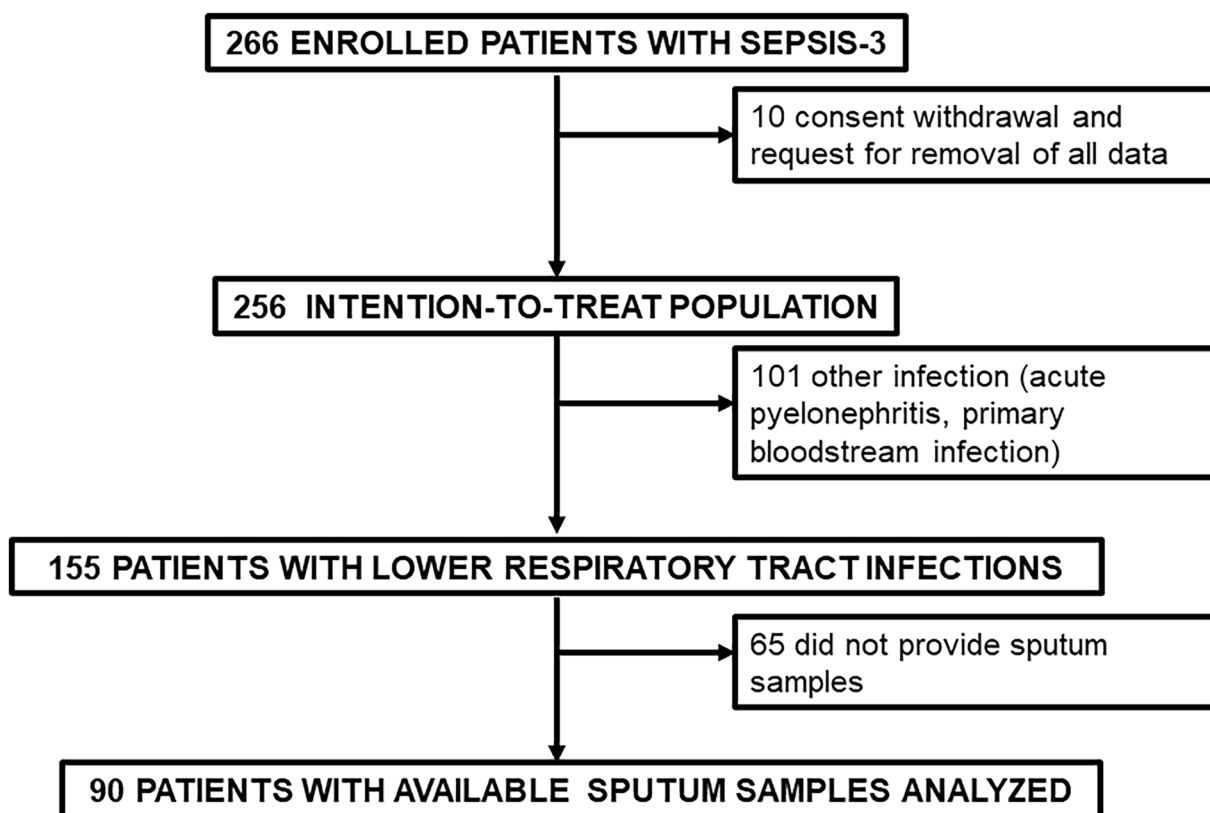 266 ENROLLED PATIENTS WITH SEPSIS-3
10 consent withdrawal and
request for removal of all data
256 INTENTION-TO-TREAT POPULATION
101 other infection (acute
pyelonephritis, primary
bloodstream infection)
155 PATIENTS WITH LOWER RESPIRATORY TRACT INFECTIONS
65 did not provide sputum
samples
90 PATIENTS WITH AVAILABLE SPUTUM SAMPLES ANALYZED